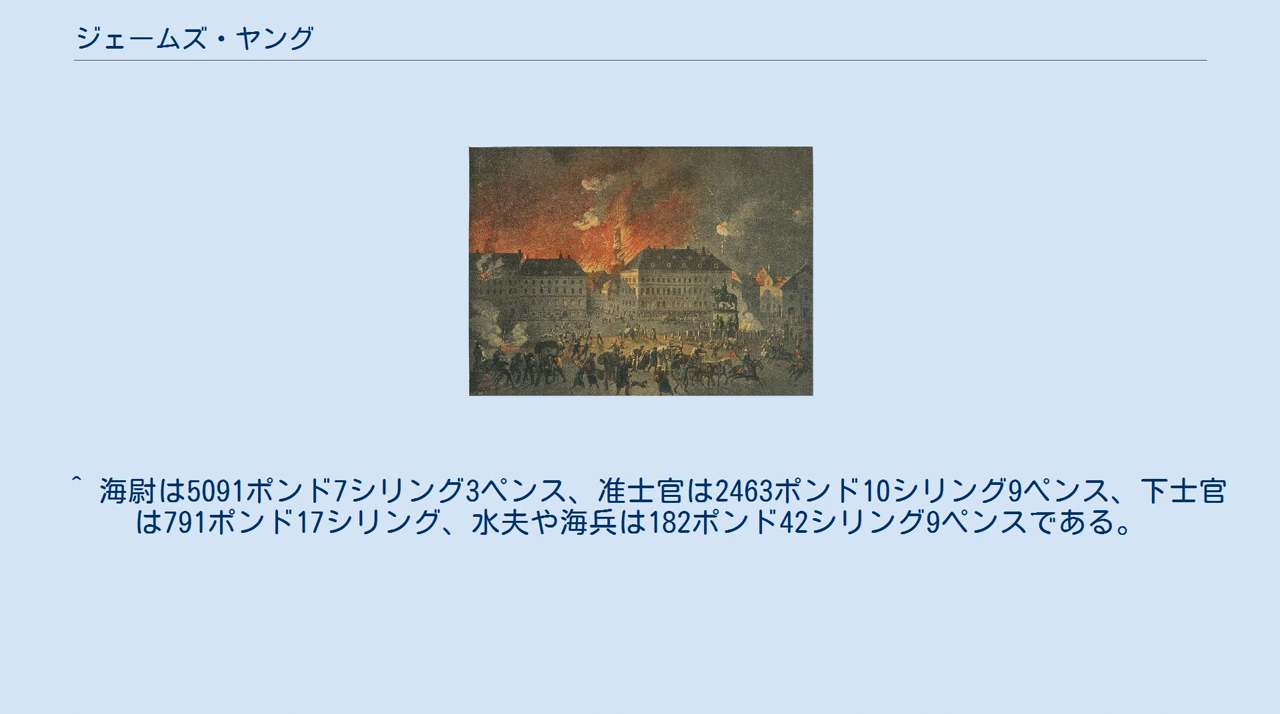 ジェームズ・ヤング
^ 海尉は5091ポンド7シリング3ペンス、准士官は2463ポンド10シリング9ペンス、下士官
は791ポンド17シリング、水夫や海兵は182ポンド42シリング9ペンスである。